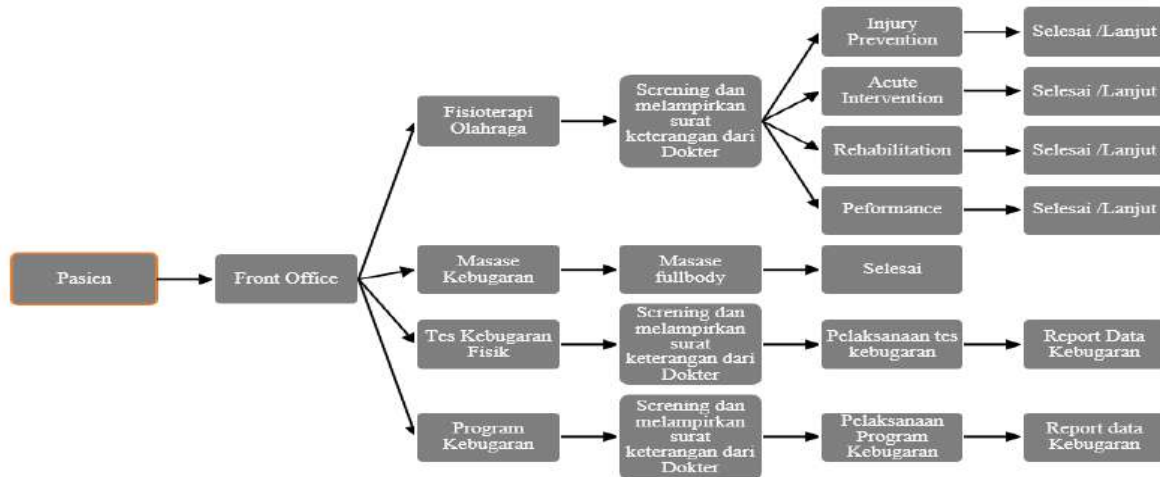 Pasien
Front Office
Fisioterapi
Olahraga
Screning dan
melampirkan
surat
keterangan dari
Dokter
Injury
Prevention
Selesai /Lanjut
Acute
Intervention
Selesai /Lanjut
Rehabilitation
Selesai /Lanjut
Peformance
Selesai /Lanjut
Masase
Kebugaran
Masase
fullbody
Selesai
Tes Kebugaran
Fisik
Screning dan
melampirkan
surat
keterangan dari
Dokter
Pelaksanaan tes
kebugaran
Report Data
Kebugaran
Program
Kebugaran
Screning dan
melampirkan
surat
keterangan dari
Dokter
Pelaksanaan
Program
Kebugaran
Report data
Kebugaran